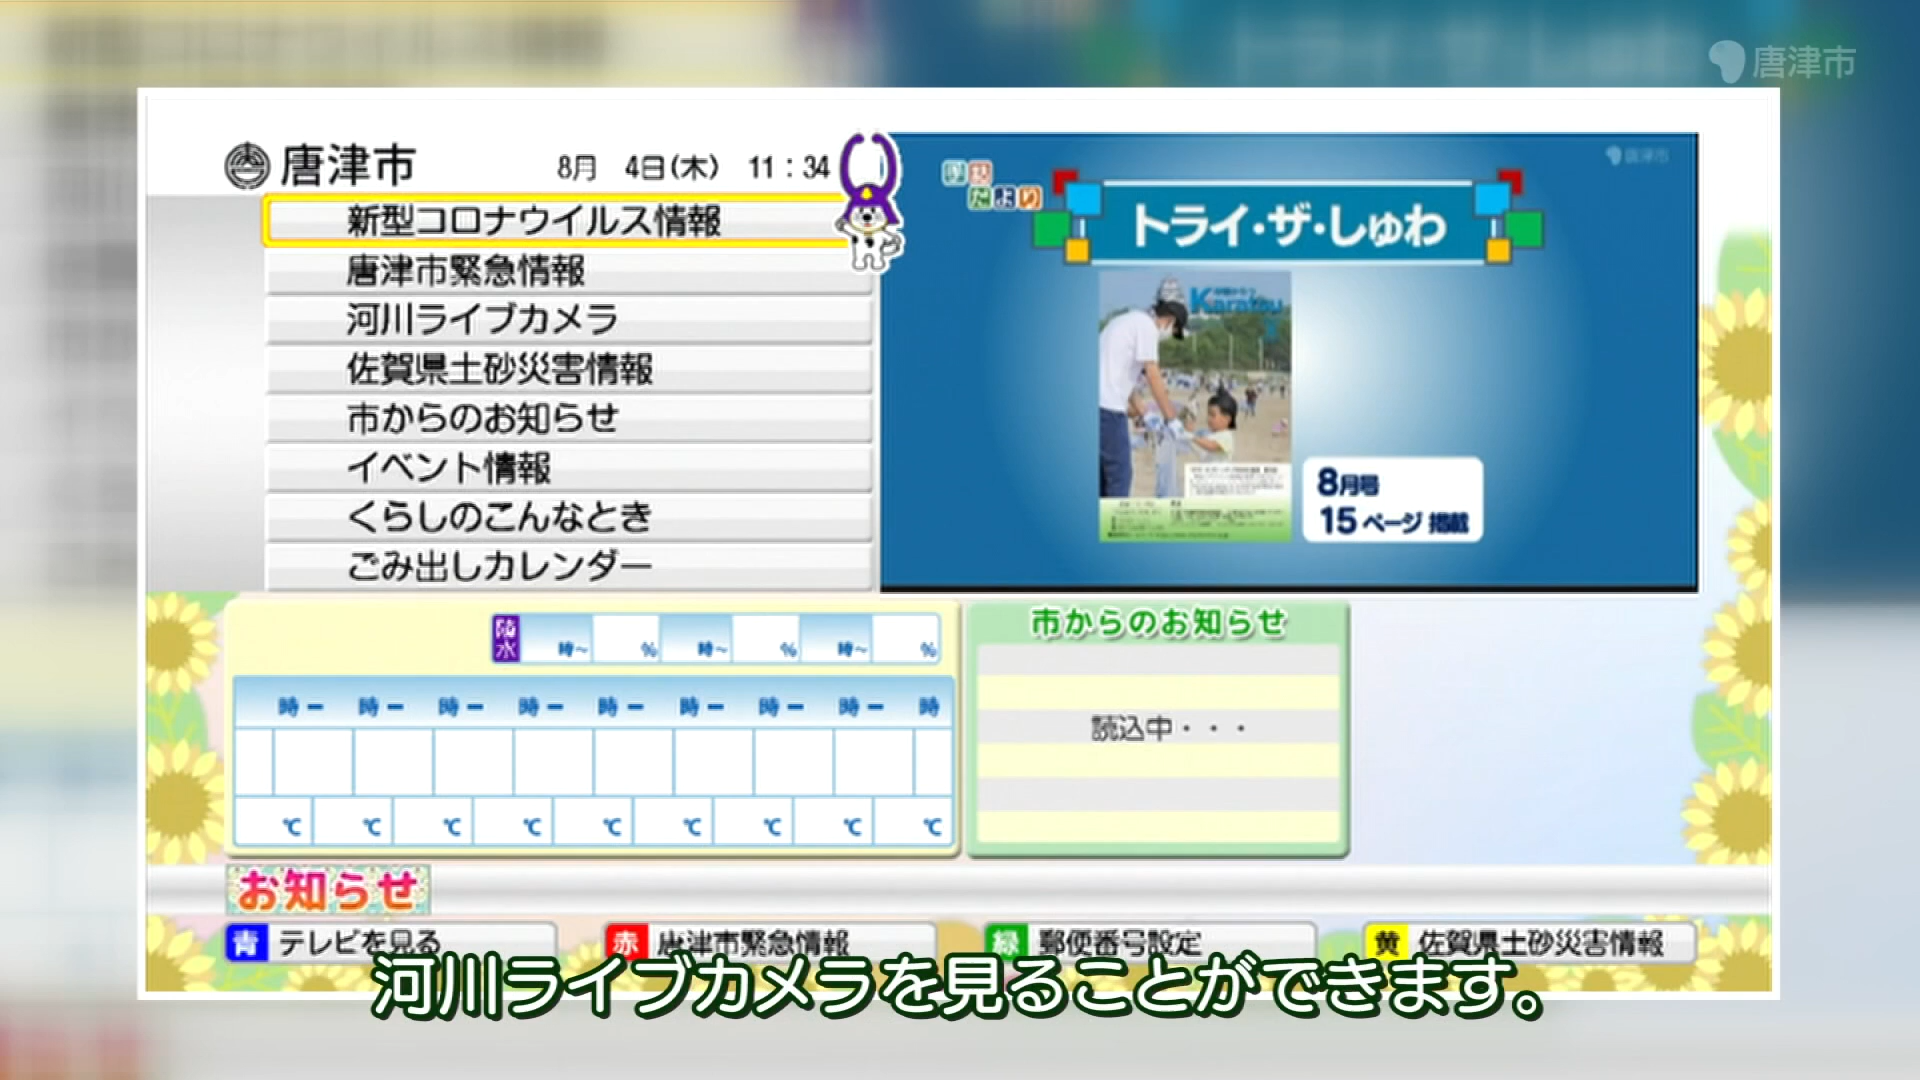 唐津市
唐津市
8月 4日(木) 11:34
新型コロナウイルス情報
唐津市緊急情報
河川ライブカメラ
佐賀県土砂災害情報
市からのお知らせ
イベント情報
くらしのこんなとき
ごみ出しカレンダー
唐津市
だより
トライ・ザ・しゅわ
Karatsu
8月号
15ページ 掲載
降水 時~ % 時~ % 時~ %
時ー 時ー 時ー 時ー 時ー 時ー 時ー 時ー 時
℃ ℃ ℃ ℃ ℃ ℃ ℃ ℃ ℃
市からのお知らせ
読込中・・・
お知らせ
青 テレビを見る
赤 唐津市緊急情報
緑 郵便番号設定
黄 佐賀県土砂災害情報
河川ライブカメラを見ることができます。